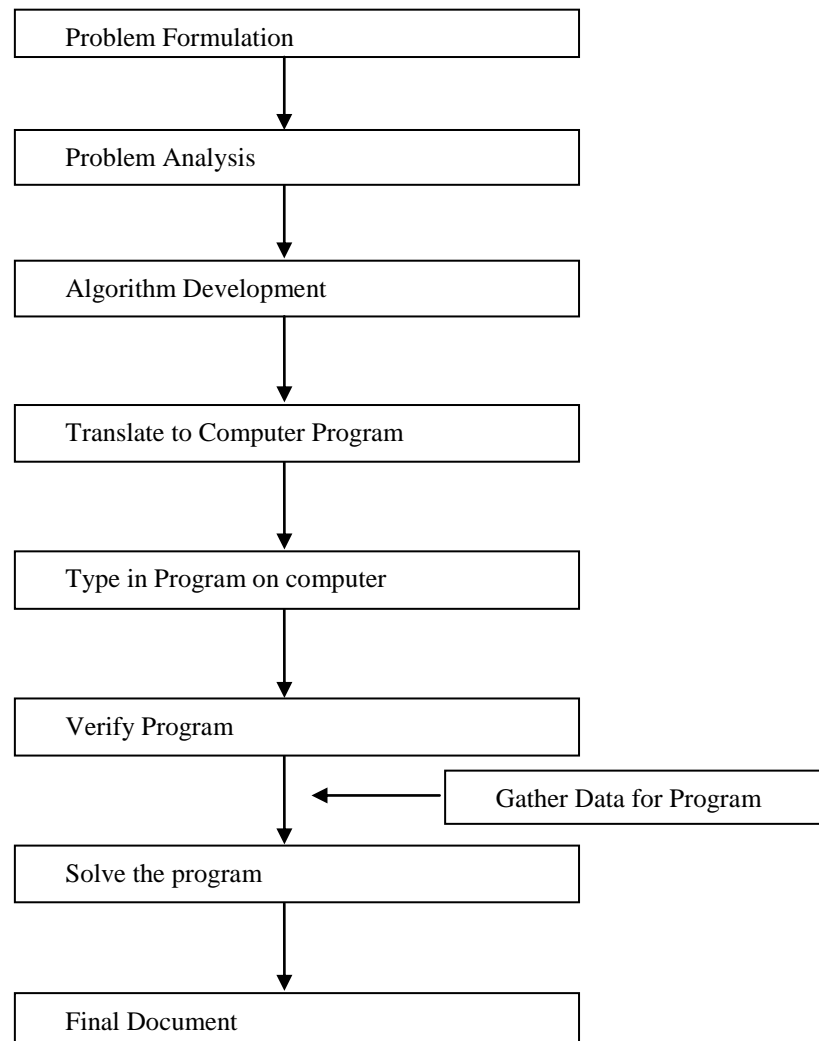 Problem Formulation
Problem Analysis
Algorithm Development
Translate to Computer Program
Type in Program on computer
Verify Program
Gather Data for Program
Solve the program
Final Document